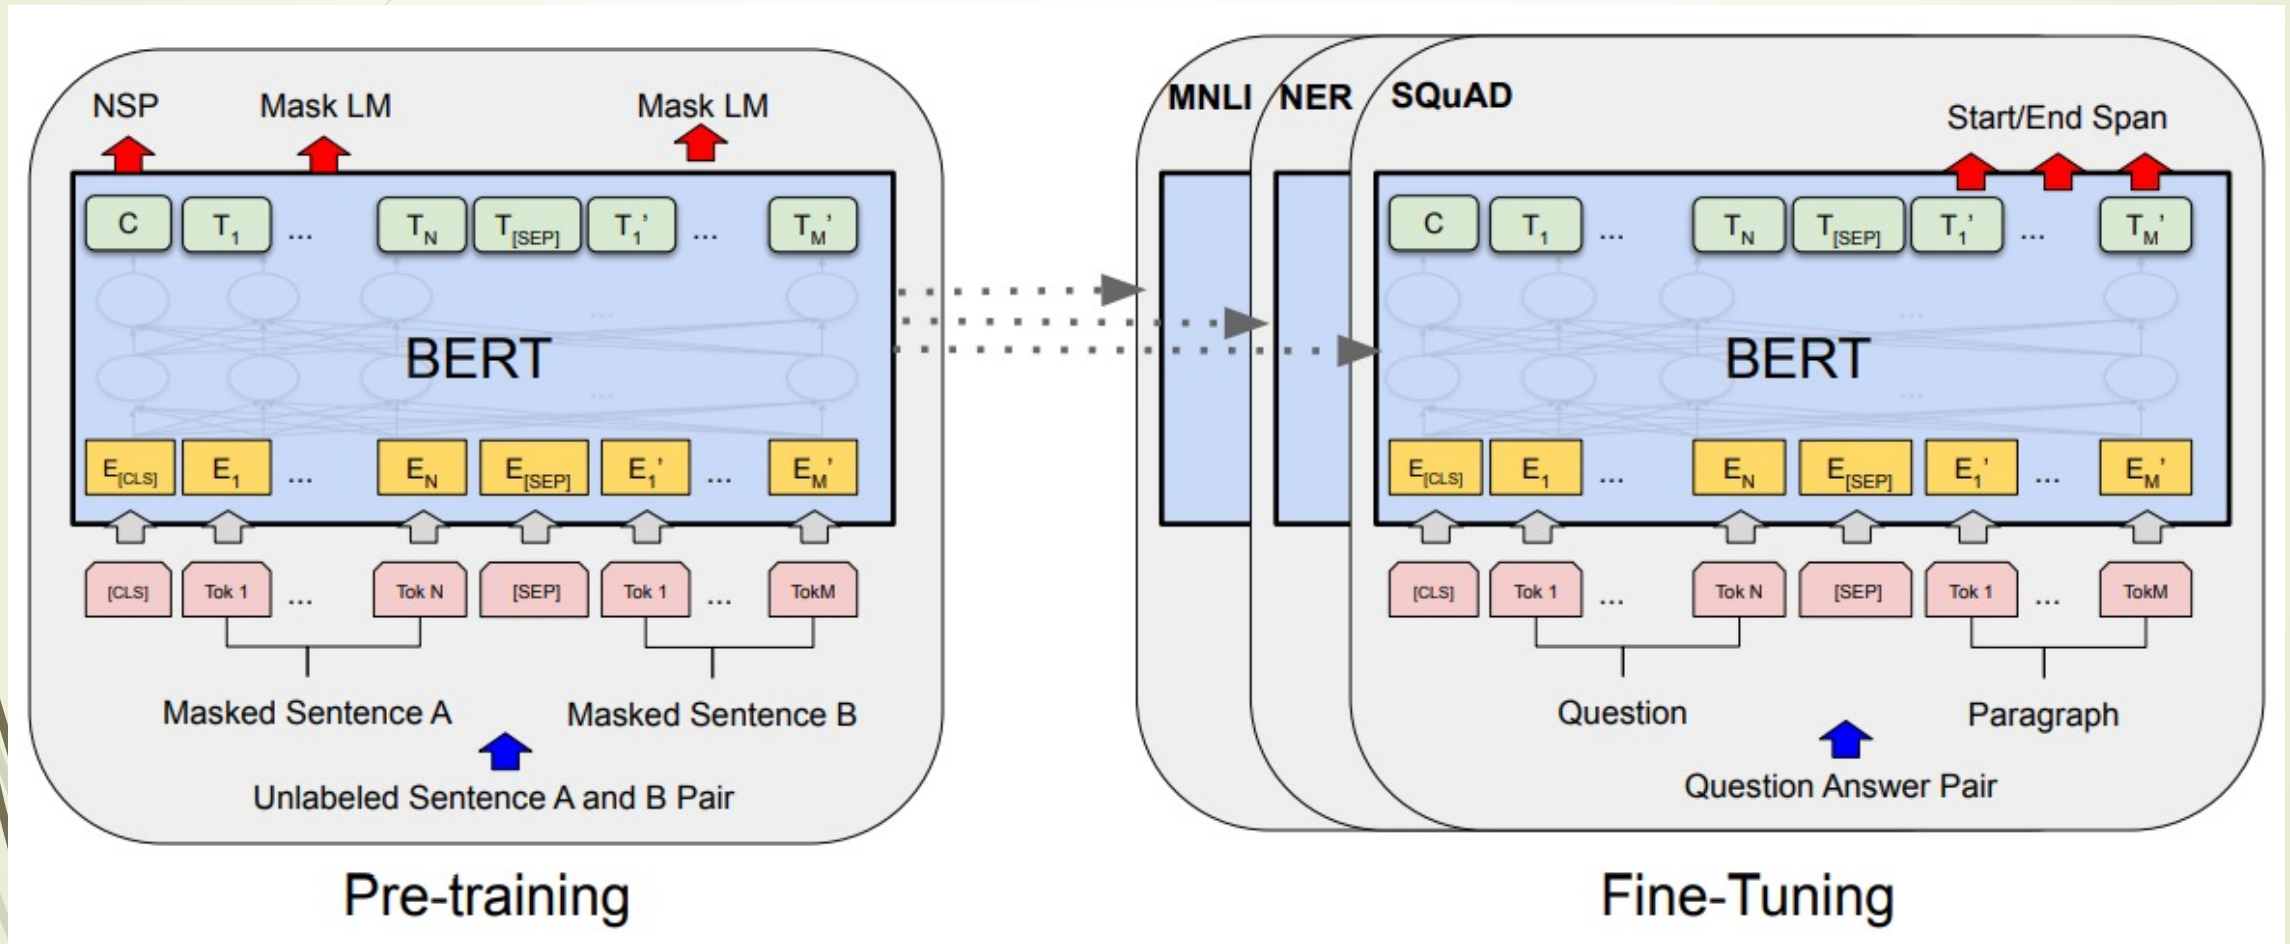 NSP Mask LM Mask LM
C T1 ... TN T[SEP] T1' ... TM'
...
BERT
...
E[CLS] E1 ... EN E[SEP] E1' ... EM'
[CLS] Tok 1 ... Tok N [SEP] Tok 1 ... TokM
Masked Sentence A Masked Sentence B
Unlabeled Sentence A and B Pair
Pre-training
MNLI NER SQuAD
Start/End Span
C T1 ... TN T[SEP] T1' ... TM'
...
BERT
...
E[CLS] E1 ... EN E[SEP] E1' ... EM'
[CLS] Tok 1 ... Tok N [SEP] Tok 1 ... TokM
Question Paragraph
Question Answer Pair
Fine-Tuning